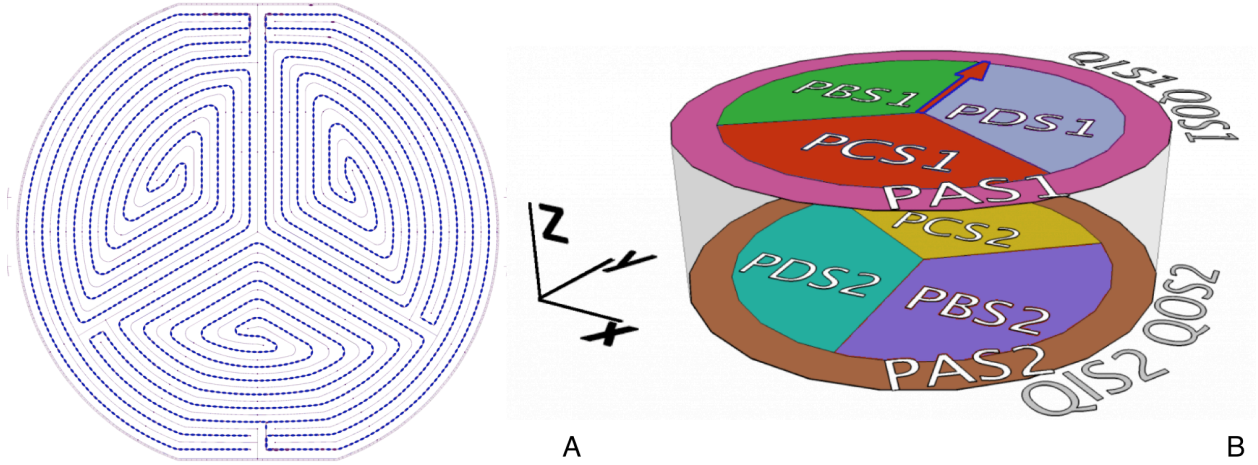 PBS1
PDS1
PCS1
PAS1
QIS1 QOS1
PCS2
PDS2
PBS2
PAS2
QIS2 QOS2
Z
y
X
A
B